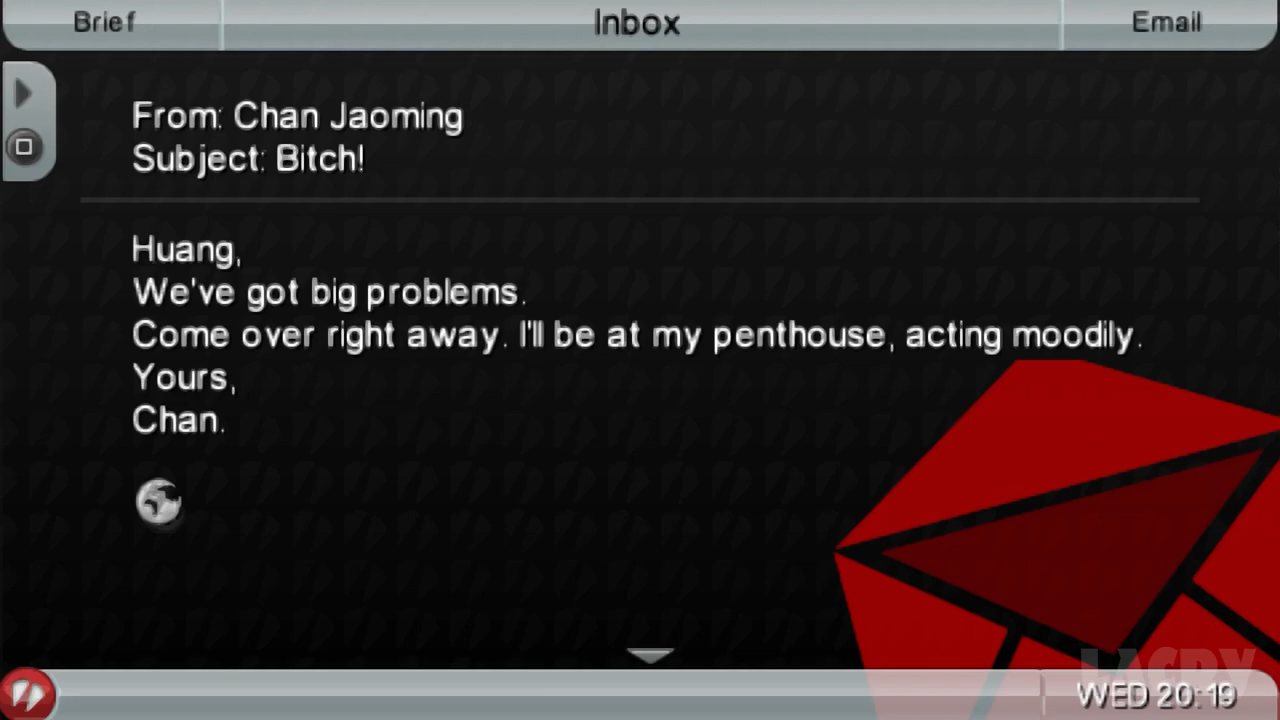 Brief
Inbox
Email
From: Chan Jaoming
Subject: Bitch!
Huang,
We've got big problems.
Come over right away. I'll be at my penthouse, acting moodily.
Yours,
Chan.
WED 20:19